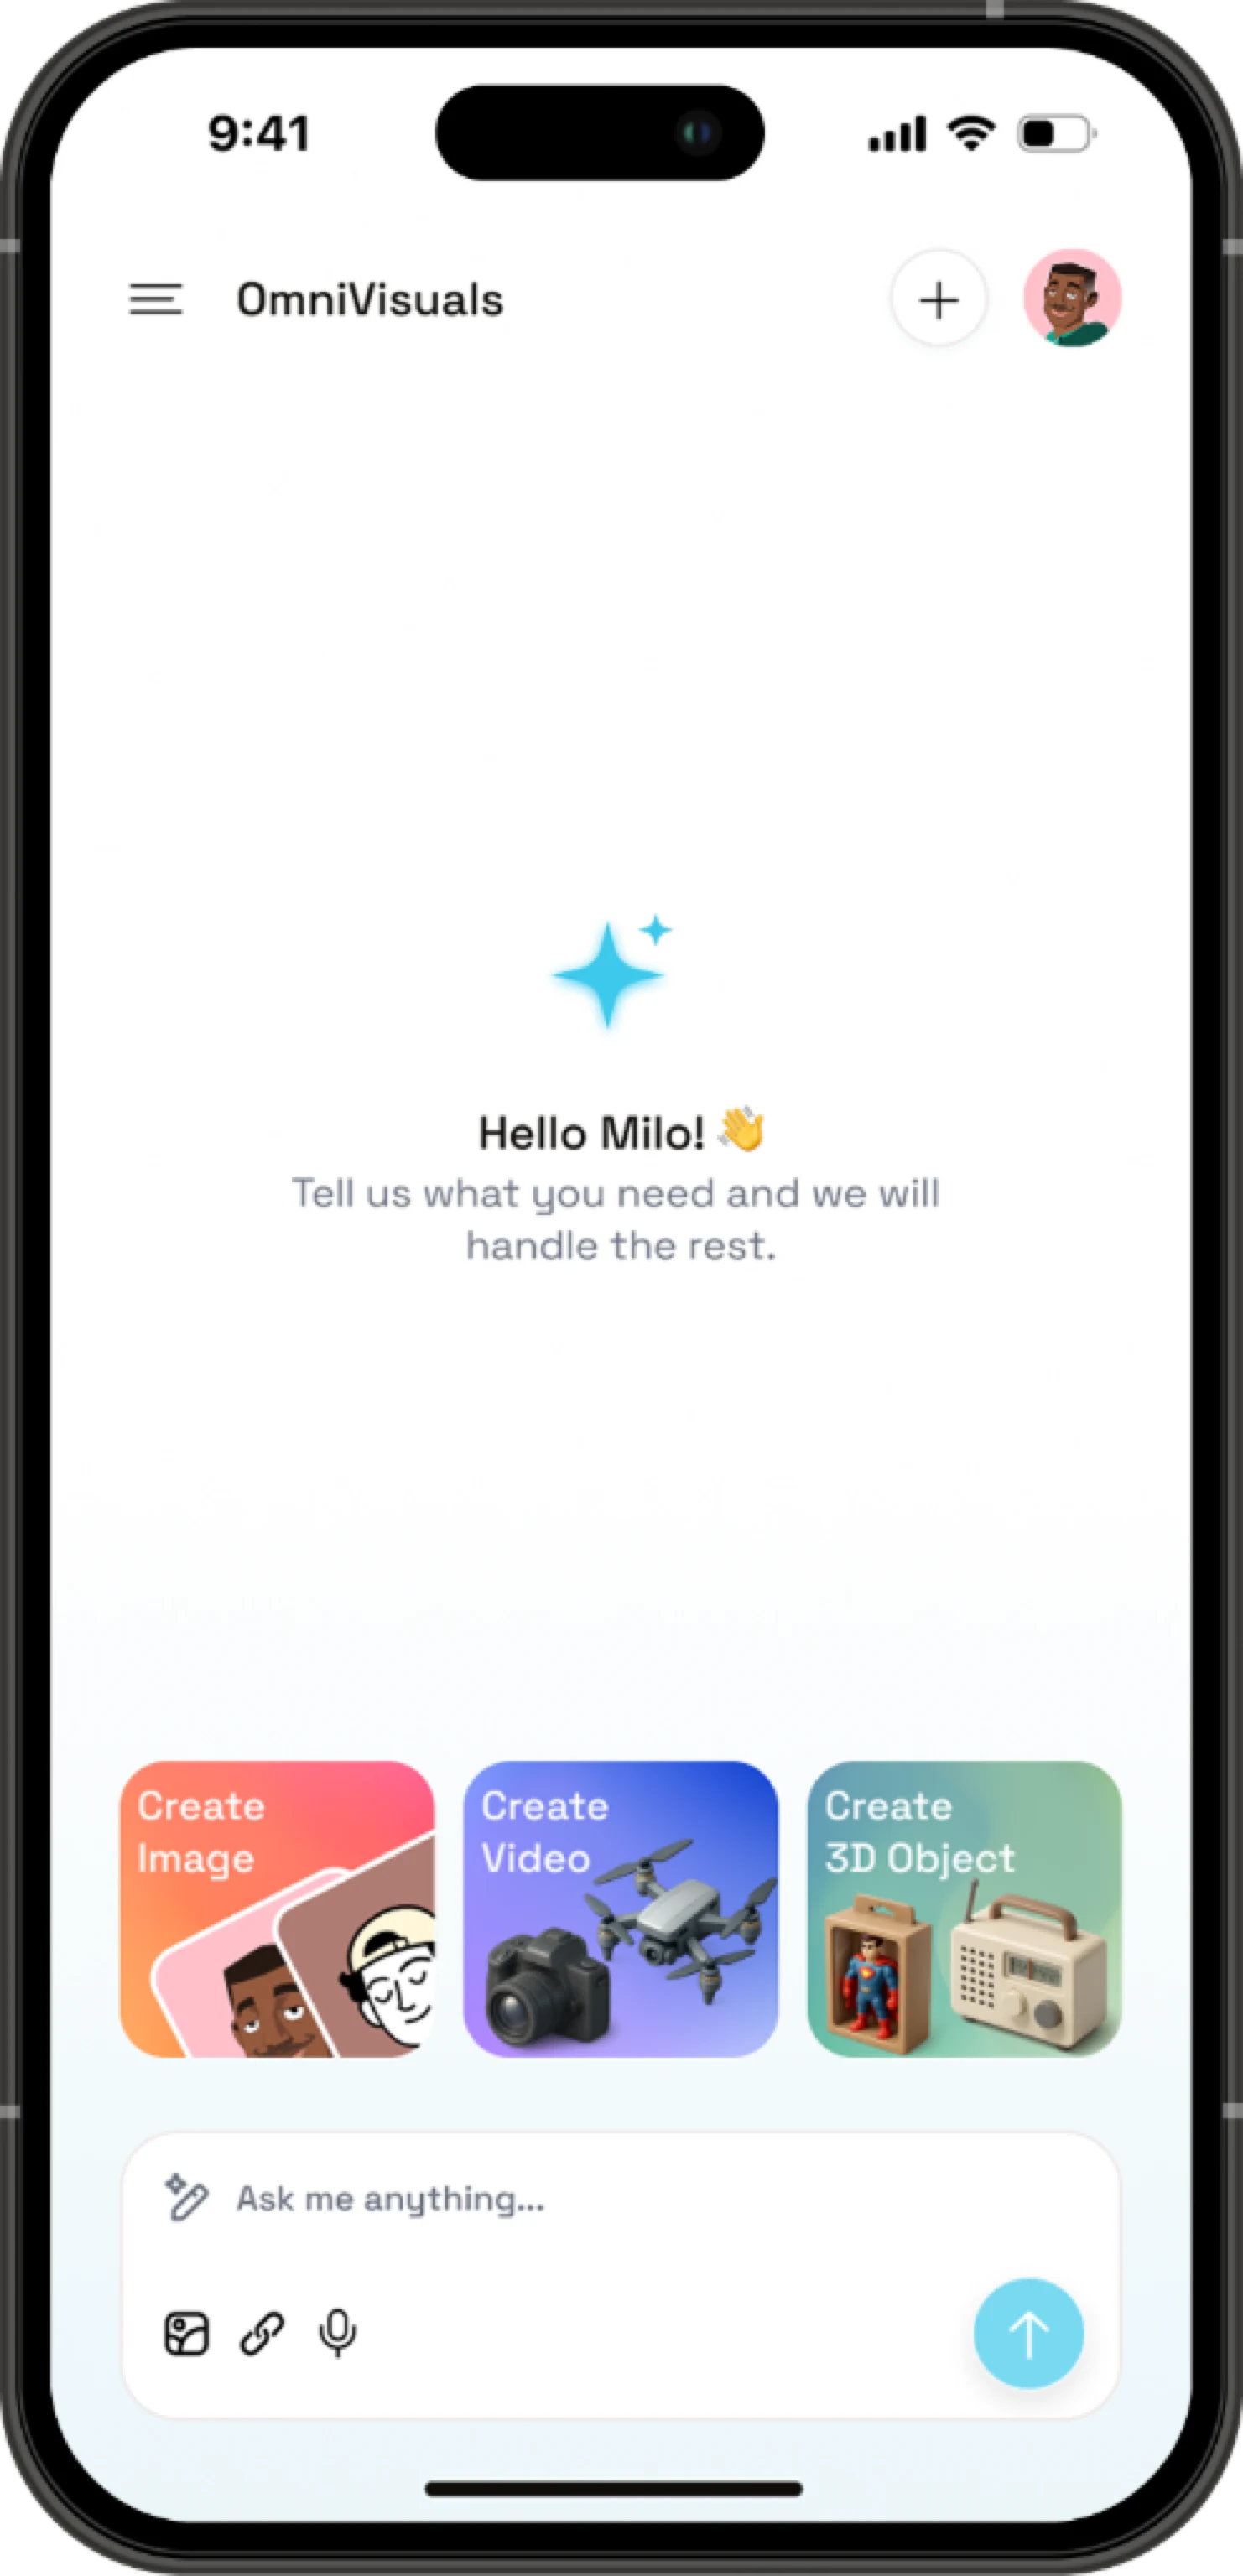 9:41
OmniVisuals
Hello Milo! 👋
Tell us what you need and we will
handle the rest.
Create
Image
Create
Video
Create
3D Object
Ask me anything...